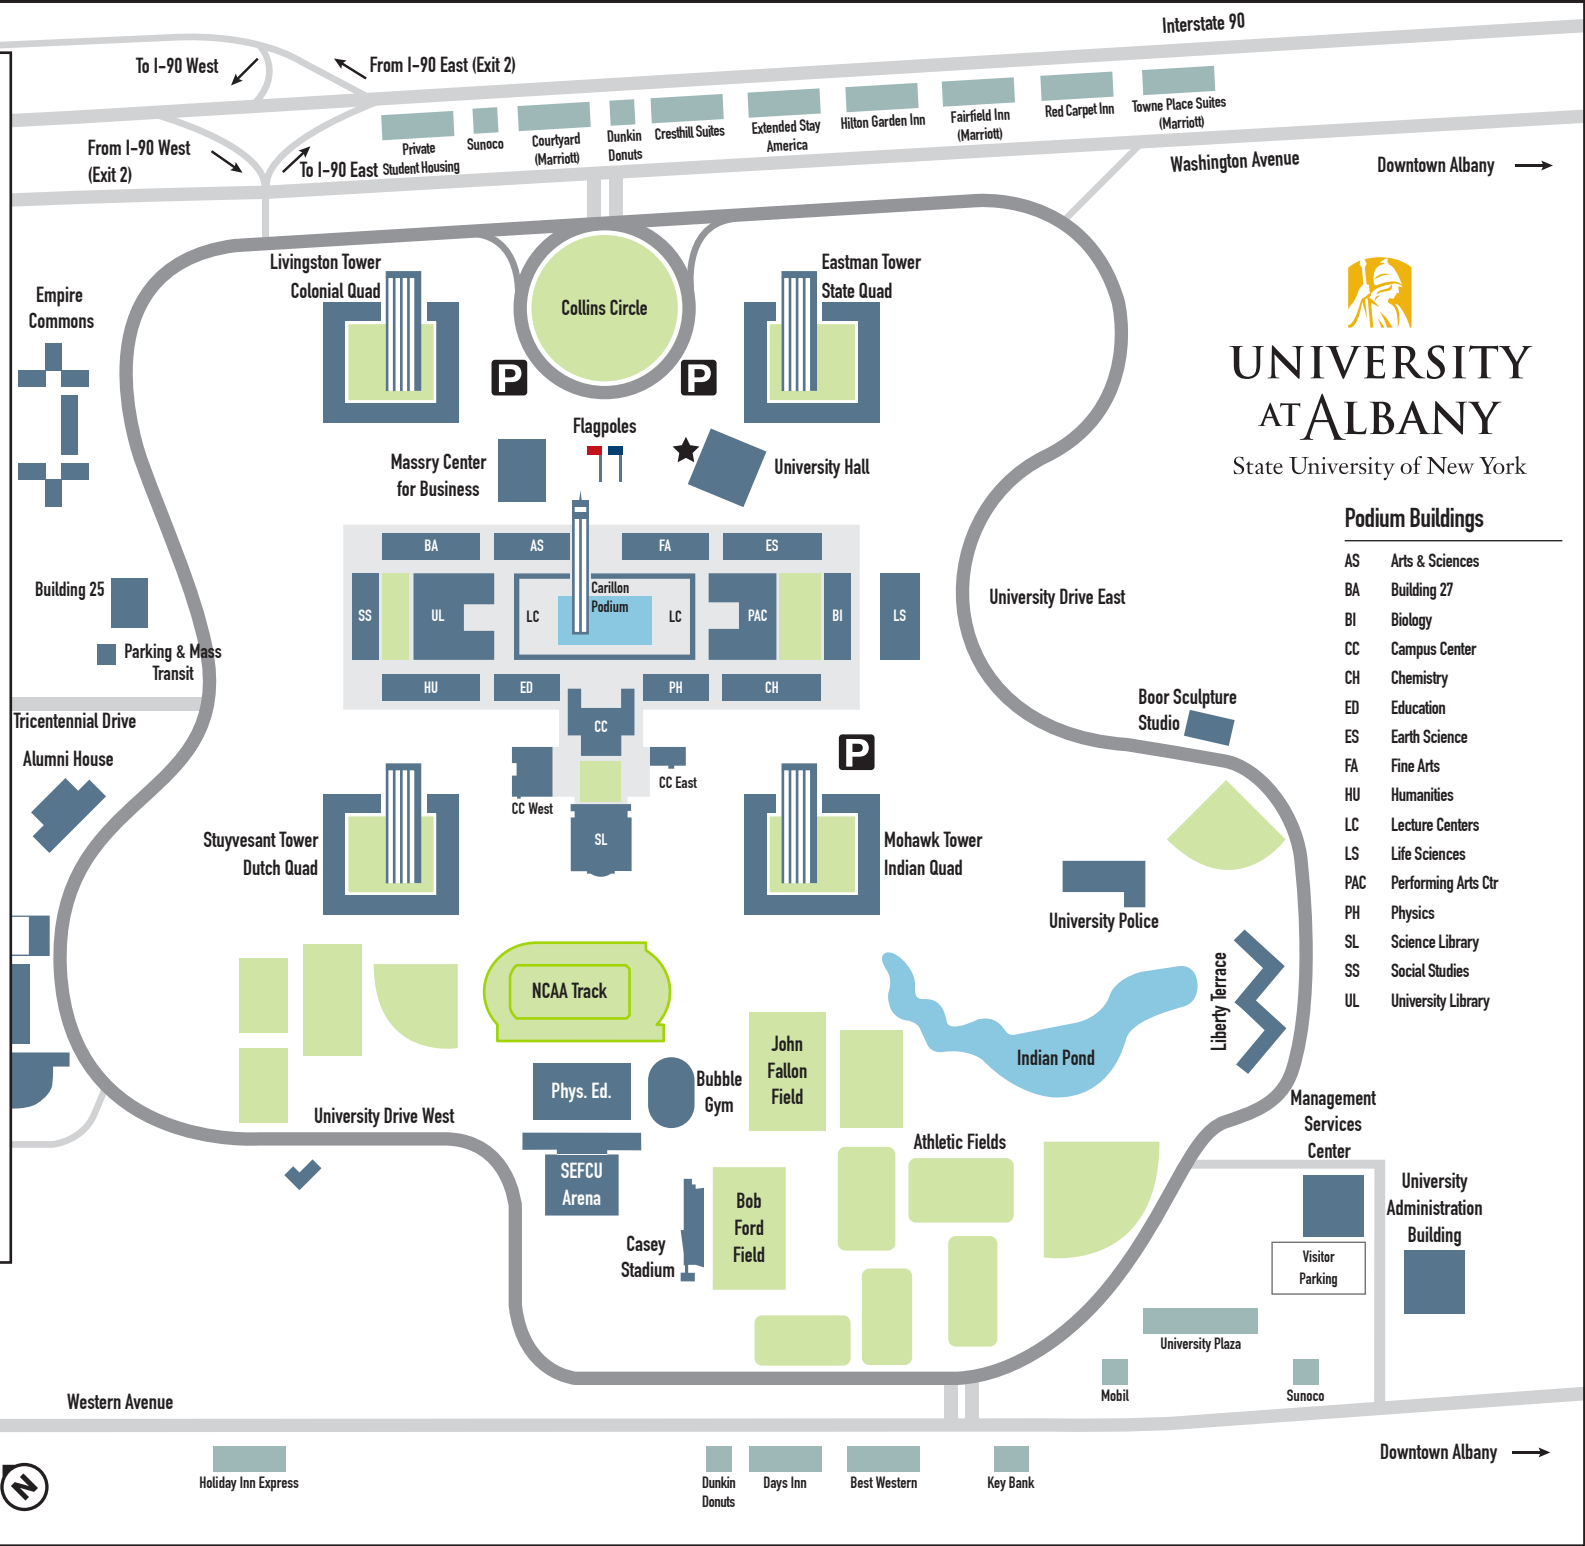 Interstate 90
To I-90 West
From I-90 East (Exit 2)
From I-90 West
(Exit 2)
To I-90 East
Private
Student Housing
Sunoco
Courtyard
(Marriott)
Dunkin
Donuts
Cresthill Suites
Extended Stay
America
Hilton Garden Inn
Fairfield Inn
(Marriott)
Red Carpet Inn
Towne Place Suites
(Marriott)
Washington Avenue
Downtown Albany
Livingston Tower
Colonial Quad
Collins Circle
Eastman Tower
State Quad
Empire
Commons
P
P
Flagpoles
Massry Center
for Business
University Hall
UNIVERSITY
AT ALBANY
State University of New York
BA
AS
FA
ES
SS
UL
LC
Carillon
Podium
LC
PAC
BI
LS
HU
ED
PH
CH
CC
CC West
CC East
SL
Building 25
Parking & Mass
Transit
Tricentennial Drive
Alumni House
University Drive East
Boor Sculpture
Studio
P
Stuyvesant Tower
Dutch Quad
Mohawk Tower
Indian Quad
University Police
Podium Buildings
AS Arts & Sciences
BA Building 27
BI Biology
CC Campus Center
CH Chemistry
ED Education
ES Earth Science
FA Fine Arts
HU Humanities
LC Lecture Centers
LS Life Sciences
PAC Performing Arts Ctr
PH Physics
SL Science Library
SS Social Studies
UL University Library
NCAA Track
Liberty Terrace
Indian Pond
John
Fallon
Field
Phys. Ed.
Bubble
Gym
University Drive West
Athletic Fields
SEFCU
Arena
Bob
Ford
Field
Casey
Stadium
Management
Services
Center
University
Administration
Building
Visitor
Parking
University Plaza
Mobil
Sunoco
Western Avenue
Downtown Albany
N
Holiday Inn Express
Dunkin
Donuts
Days Inn
Best Western
Key Bank